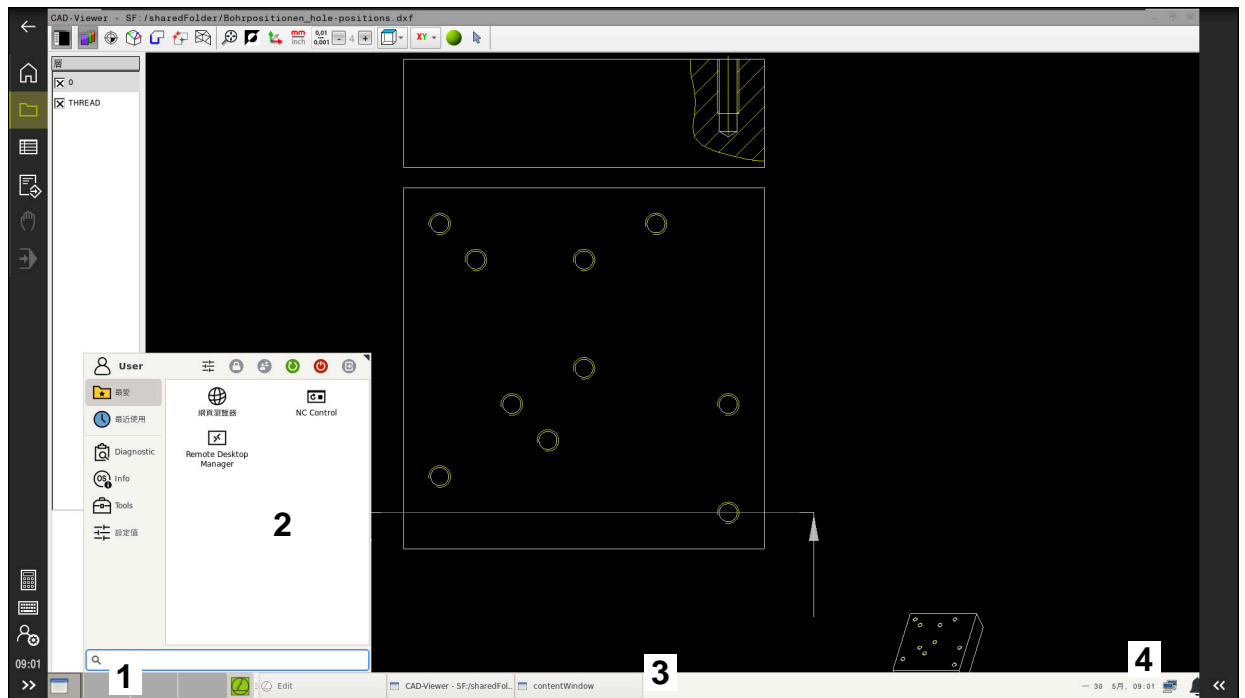 CAD-Viewer - SF:/sharedFolder/Bohrpositionen_hole-positions.dxf
mm
inch
0,01
0,001
4
XY
層
0
THREAD
User
最愛
最近使用
Diagnostic
Info
Tools
設定值
網頁瀏覽器
NC Control
Remote Desktop
Manager
OS
2
1
3
4
09:01
Edit
CAD-Viewer - SF:/sharedFol..
contentWindow
一 30 6月, 09:01